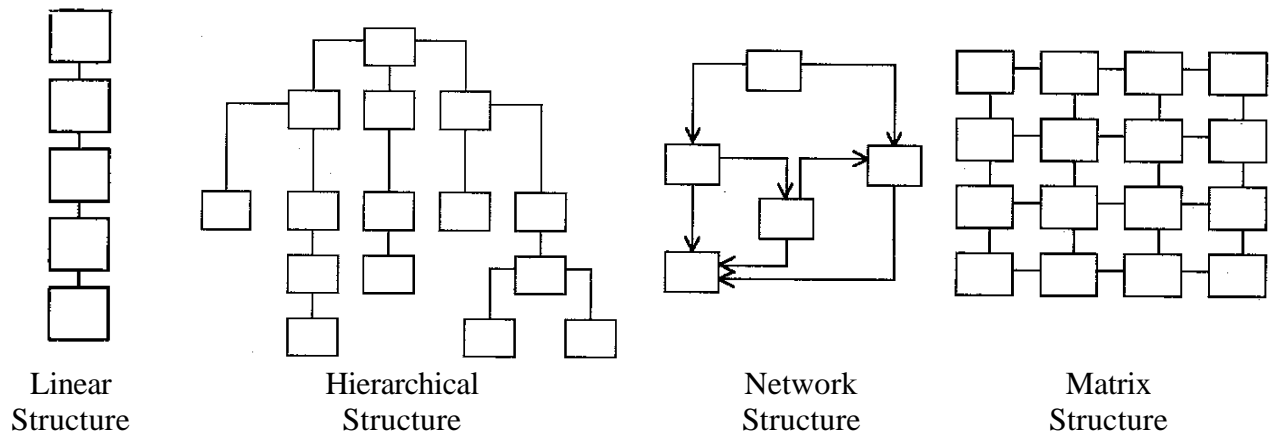 Linear
Structure
Hierarchical
Structure
Network
Structure
Matrix
Structure